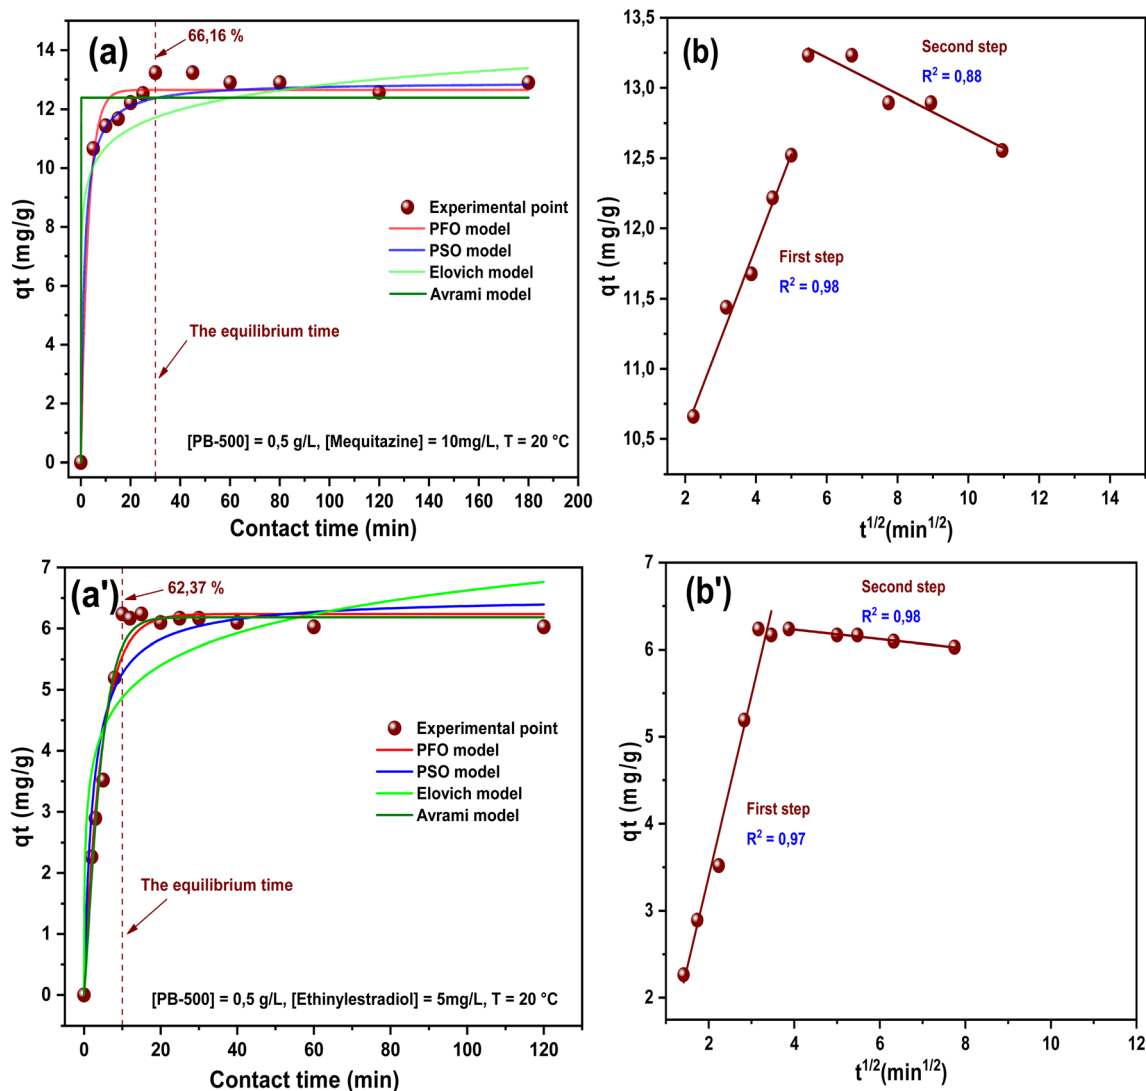 (a)
66,16 %
14
12
10
8
6
4
2
0
qt (mg/g)
Experimental point
PFO model
PSO model
Elovich model
Avrami model
The equilibrium time
[PB-500] = 0,5 g/L, [Mequitazine] = 10mg/L, T = 20 °C
0 20 40 60 80 100 120 140 160 180 200
Contact time (min)
(b)
Second step
R² = 0,88
First step
R² = 0,98
13,5
13,0
12,5
12,0
11,5
11,0
10,5
qt (mg/g)
2 4 6 8 10 12 14
t^1/2(min^1/2)
(a')
62,37 %
7
6
5
4
3
2
1
0
qt (mg/g)
Experimental point
PFO model
PSO model
Elovich model
Avrami model
The equilibrium time
[PB-500] = 0,5 g/L, [Ethinylestradiol] = 5mg/L, T = 20 °C
0 20 40 60 80 100 120
Contact time (min)
(b')
Second step
R² = 0,98
First step
R² = 0,97
7
6
5
4
3
2
qt (mg/g)
2 4 6 8 10 12
t^1/2(min^1/2)